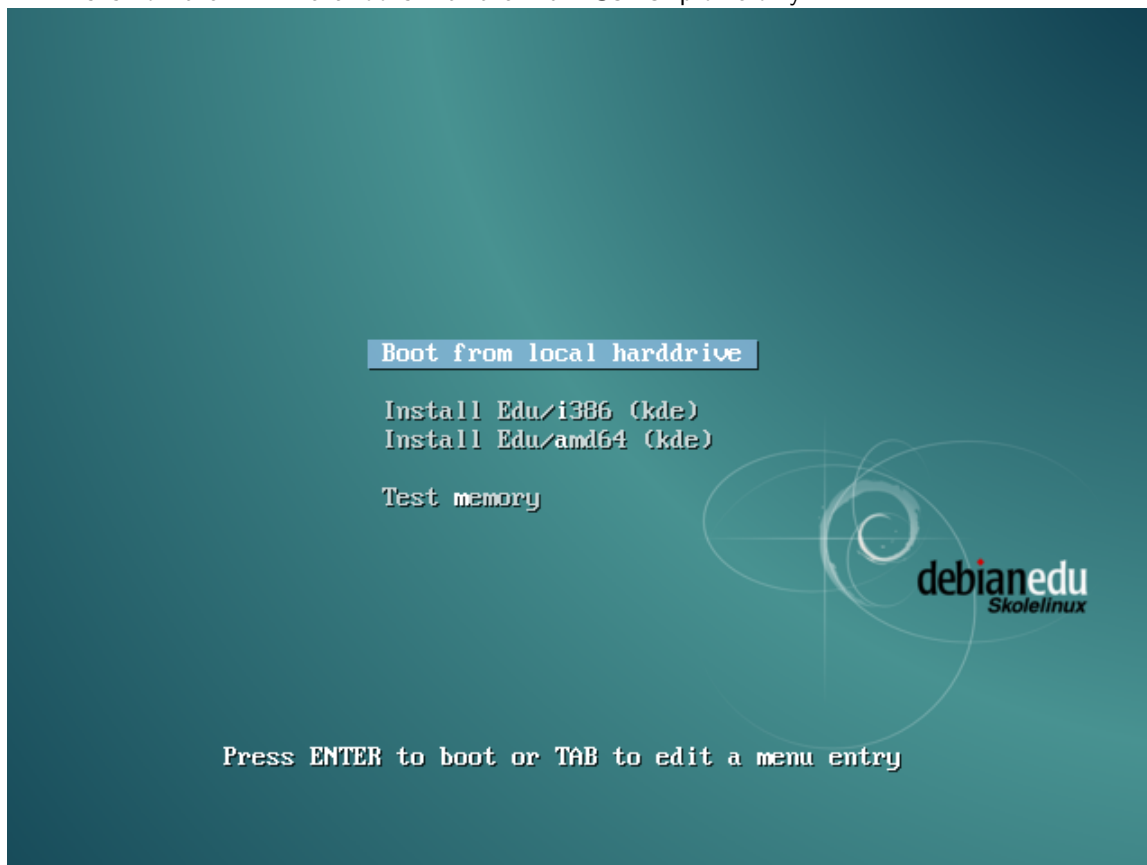 Boot from local harddrive
Install Edu/i386 (kde)
Install Edu/amd64 (kde)
Test memory
debianedu
Skolelinux
Press ENTER to boot or TAB to edit a menu entry